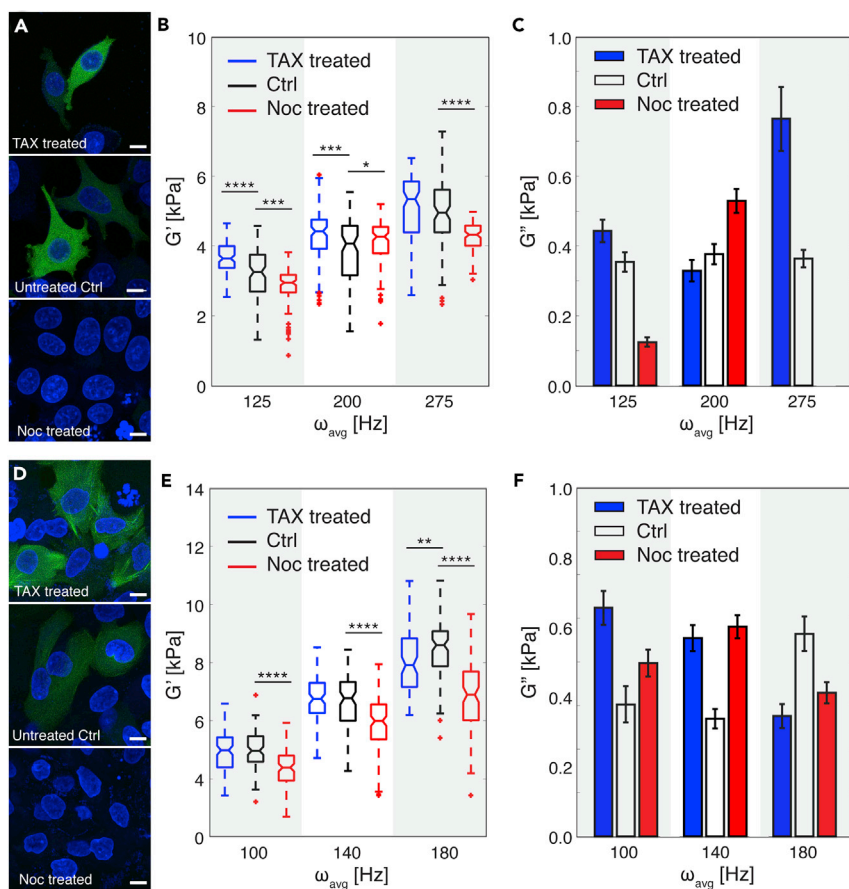 A
TAX treated
Untreated Ctrl
Noc treated
B
10
8
6
4
2
0
G' [kPa]
TAX treated
Ctrl
Noc treated
****
***
***
*
****
125
200
275
ωavg [Hz]
C
1.0
0.8
0.6
0.4
0.2
0.0
G" [kPa]
TAX treated
Ctrl
Noc treated
125
200
275
ωavg [Hz]
D
TAX treated
Untreated Ctrl
Noc treated
E
14
12
10
8
6
4
2
0
G' [kPa]
TAX treated
Ctrl
Noc treated
****
****
**
****
100
140
180
ωavg [Hz]
F
1.0
0.8
0.6
0.4
0.2
0.0
G" [kPa]
TAX treated
Ctrl
Noc treated
100
140
180
ωavg [Hz]